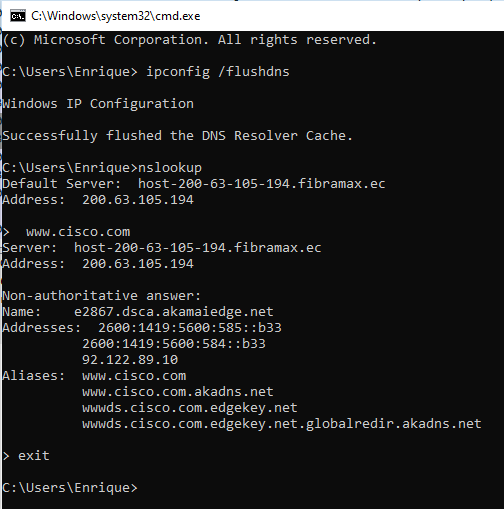 C:\Windows\system32\cmd.exe
(c) Microsoft Corporation. All rights reserved.
C:\Users\Enrique> ipconfig /flushdns
Windows IP Configuration
Successfully flushed the DNS Resolver Cache.
C:\Users\Enrique>nslookup
Default Server:  host-200-63-105-194.fibramax.ec
Address:  200.63.105.194
>  www.cisco.com
Server:  host-200-63-105-194.fibramax.ec
Address:  200.63.105.194
Non-authoritative answer:
Name:    e2867.dsca.akamaiedge.net
Addresses:  2600:1419:5600:585::b33
          2600:1419:5600:584::b33
          92.122.89.10
Aliases:  www.cisco.com
          www.cisco.com.akadns.net
          wwwds.cisco.com.edgekey.net
          wwwds.cisco.com.edgekey.net.globalredir.akadns.net
> exit
C:\Users\Enrique>